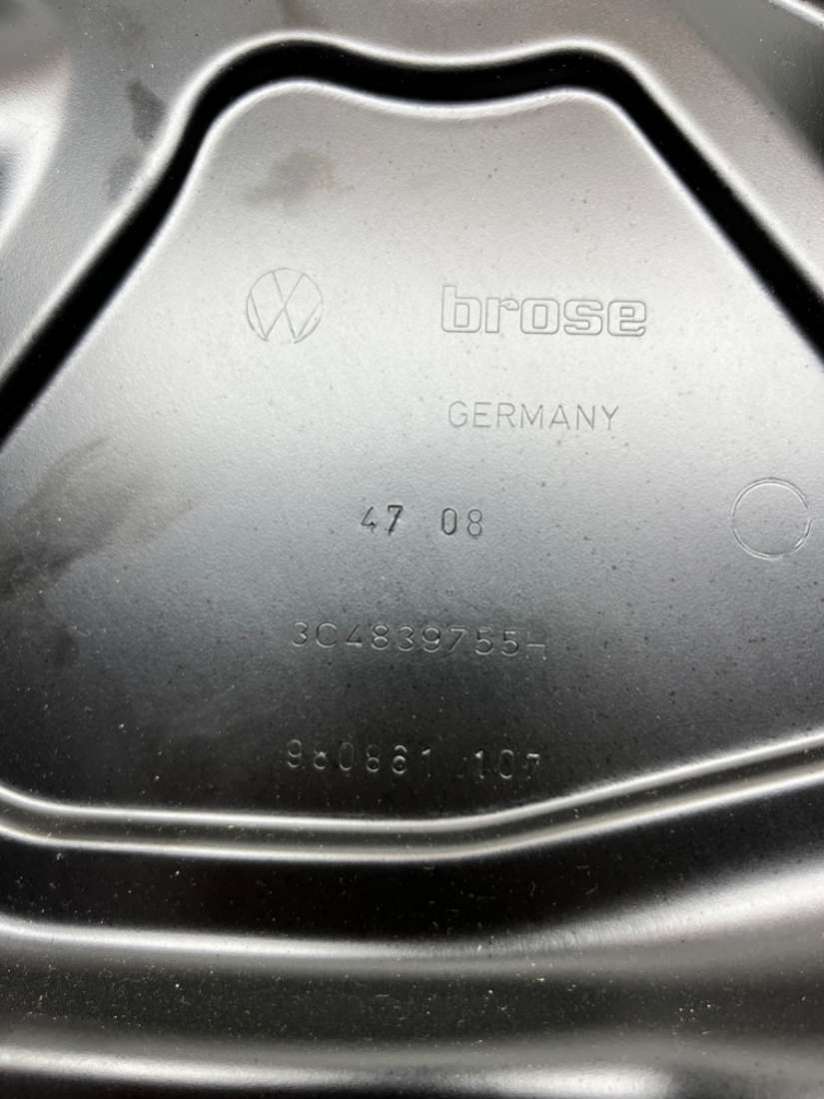 brose
GERMANY
47 08
3C4839755H